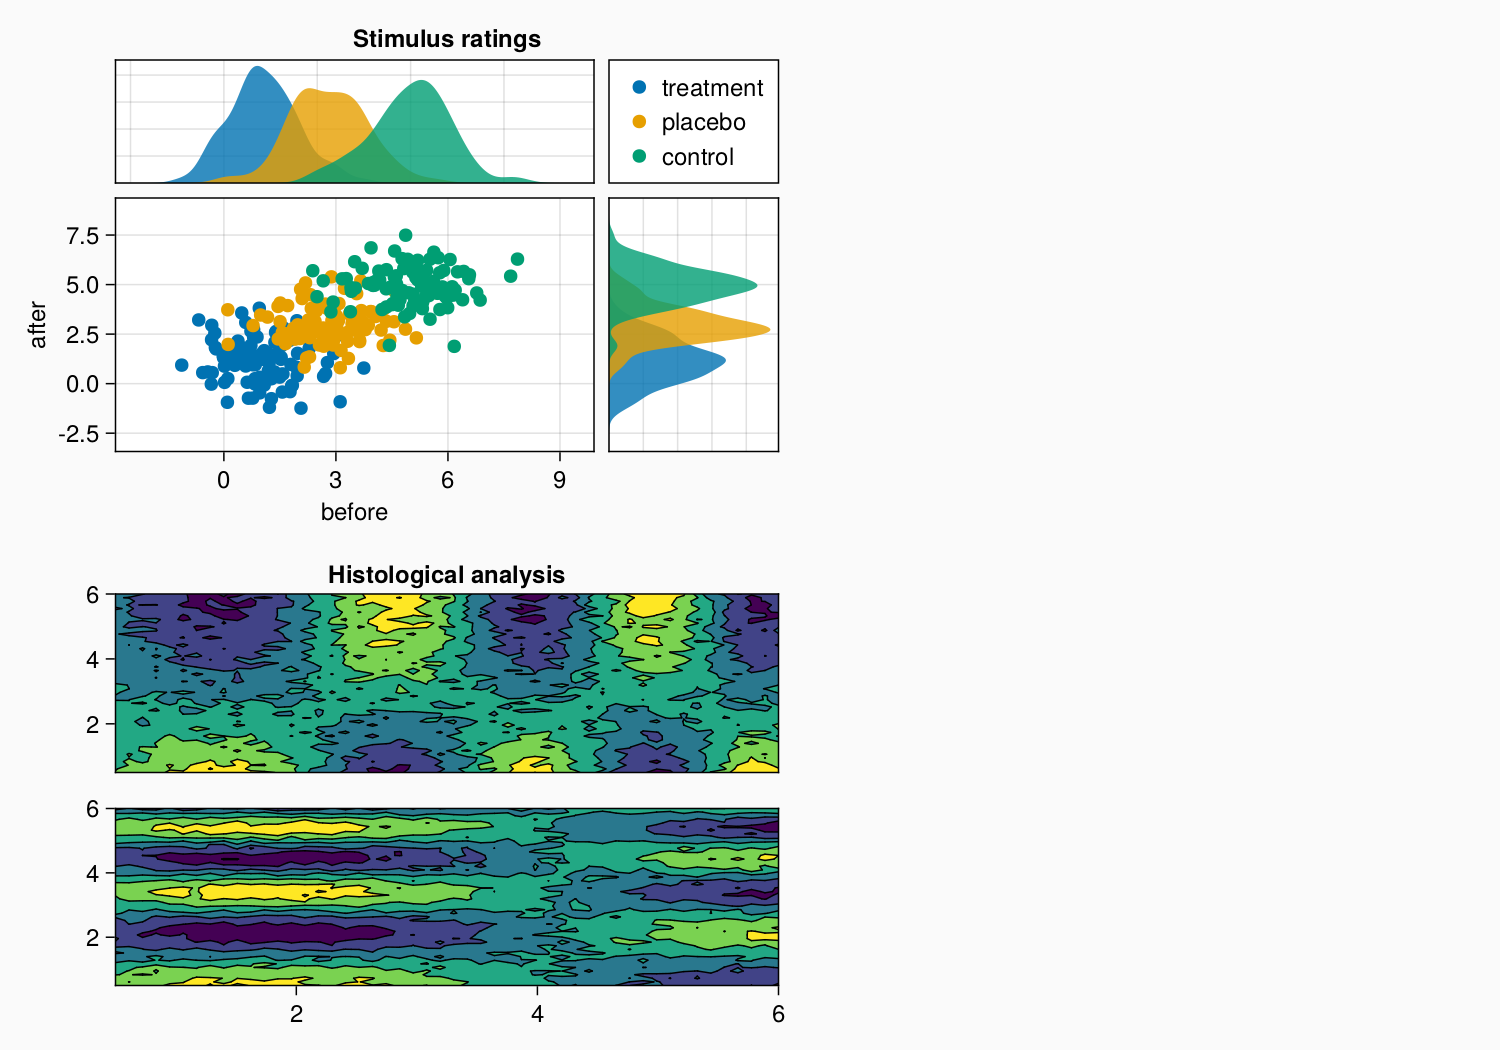 Stimulus ratings
treatment
placebo
control
7.5
5.0
2.5
0.0
-2.5
after
0 3 6 9
before
Histological analysis
6
4
2
6
4
2
2 4 6